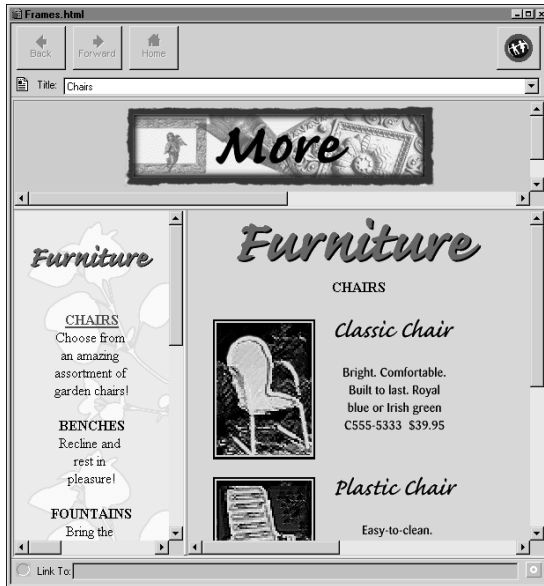 Frames.html
Back
Forward
Home
Title:
Chairs
More
Furniture
CHAIRS
Choose from
an amazing
assortment of
garden chairs!
BENCHES
Recline and
rest in
pleasure!
FOUNTAINS
Bring the
Furniture
CHAIRS
Classic Chair
Bright. Comfortable.
Built to last. Royal
blue or Irish green
C555-5333 $39.95
Plastic Chair
Easy-to-clean.
Link To: